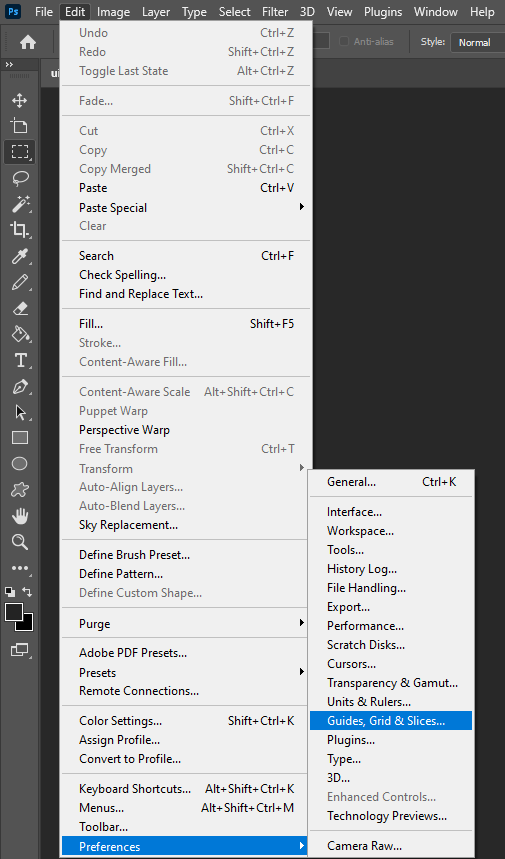 Ps File Edit Image Layer Type Select Filter 3D View Plugins Window Help
Anti-alias Style: Normal
Undo Ctrl+Z
Redo Shift+Ctrl+Z
Toggle Last State Alt+Ctrl+Z
Fade... Shift+Ctrl+F
Cut Ctrl+X
Copy Ctrl+C
Copy Merged Shift+Ctrl+C
Paste Ctrl+V
Paste Special
Clear
Search Ctrl+F
Check Spelling...
Find and Replace Text...
Fill... Shift+F5
Stroke...
Content-Aware Fill...
Content-Aware Scale Alt+Shift+Ctrl+C
Puppet Warp
Perspective Warp
Free Transform Ctrl+T
Transform
Auto-Align Layers...
Auto-Blend Layers...
Sky Replacement...
Define Brush Preset...
Define Pattern...
Define Custom Shape...
Purge
Adobe PDF Presets...
Presets
Remote Connections...
Color Settings... Shift+Ctrl+K
Assign Profile...
Convert to Profile...
Keyboard Shortcuts... Alt+Shift+Ctrl+K
Menus... Alt+Shift+Ctrl+M
Toolbar...
Preferences
General... Ctrl+K
Interface...
Workspace...
Tools...
History Log...
File Handling...
Export...
Performance...
Scratch Disks...
Cursors...
Transparency & Gamut...
Units & Rulers...
Guides, Grid & Slices...
Plugins...
Type...
3D...
Enhanced Controls...
Technology Previews...
Camera Raw...